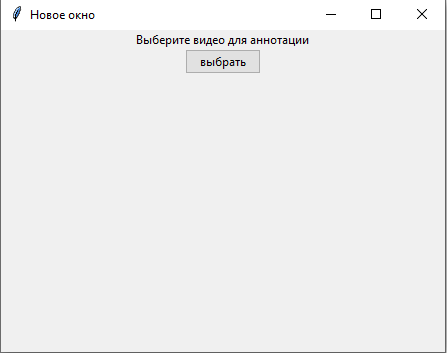 Новое окно
Выберите видео для аннотации
выбрать